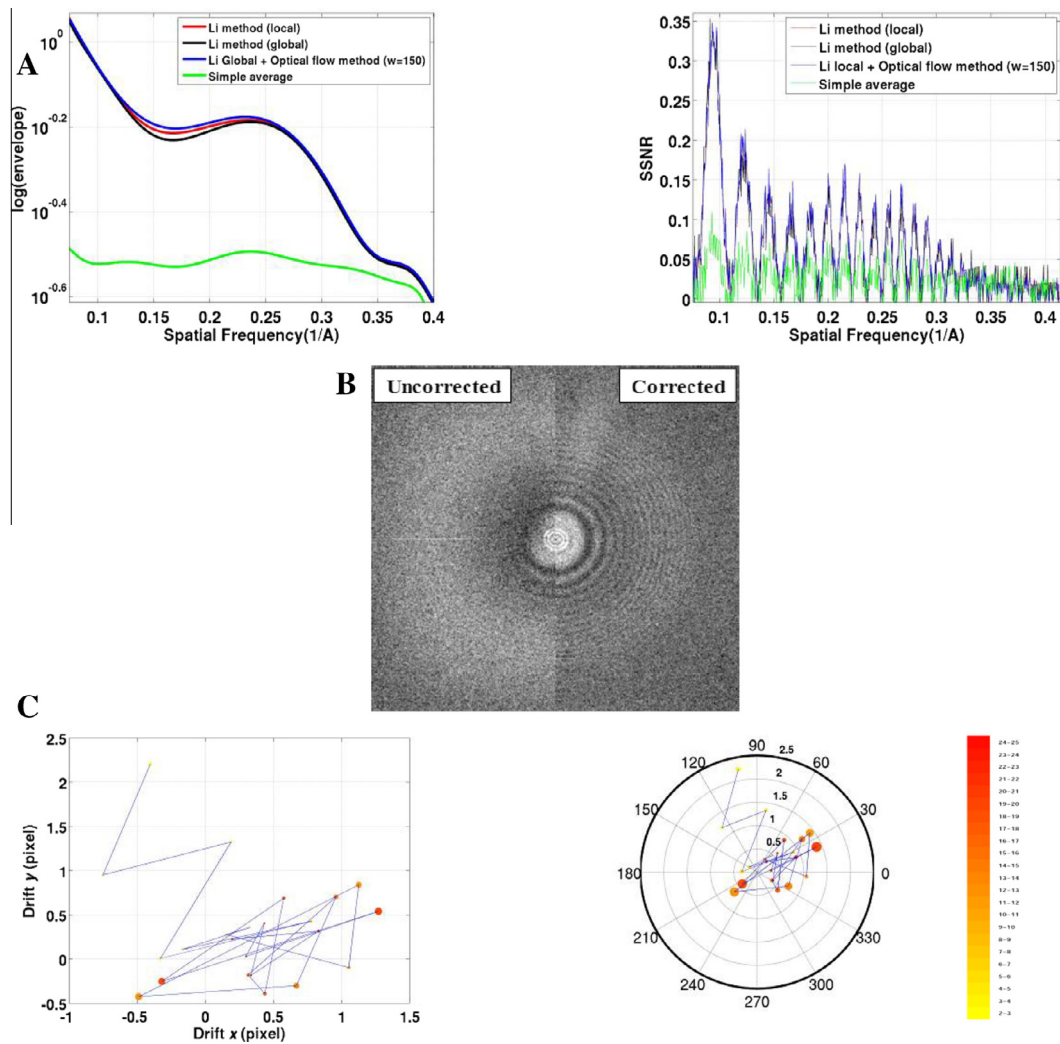 A
Li method (local)
Li method (global)
Li Global + Optical flow method (w=150)
Simple average
log(envelope)
10^0
10^-0.2
10^-0.4
10^-0.6
0.1 0.15 0.2 0.25 0.3 0.35 0.4
Spatial Frequency(1/A)
Li method (local)
Li method (global)
Li local + Optical flow method (w=150)
Simple average
SSNR
0.35
0.3
0.25
0.2
0.15
0.1
0.05
0
0.1 0.15 0.2 0.25 0.3 0.35 0.4
Spatial Frequency(1/A)
B
Uncorrected Corrected
C
Drift y (pixel)
2.5
2
1.5
1
0.5
0
-0.5
-1 -0.5 0 0.5 1 1.5
Drift x (pixel)
90
2.5
120 60
2
1.5
150 30
1
0.5
180 0
210 330
240 300
270
24-25
23-24
22-23
21-22
20-21
19-20
18-19
17-18
16-17
15-16
14-15
13-14
12-13
11-12
10-11
9-10
8-9
7-8
6-7
5-6
4-5
3-4
2-3